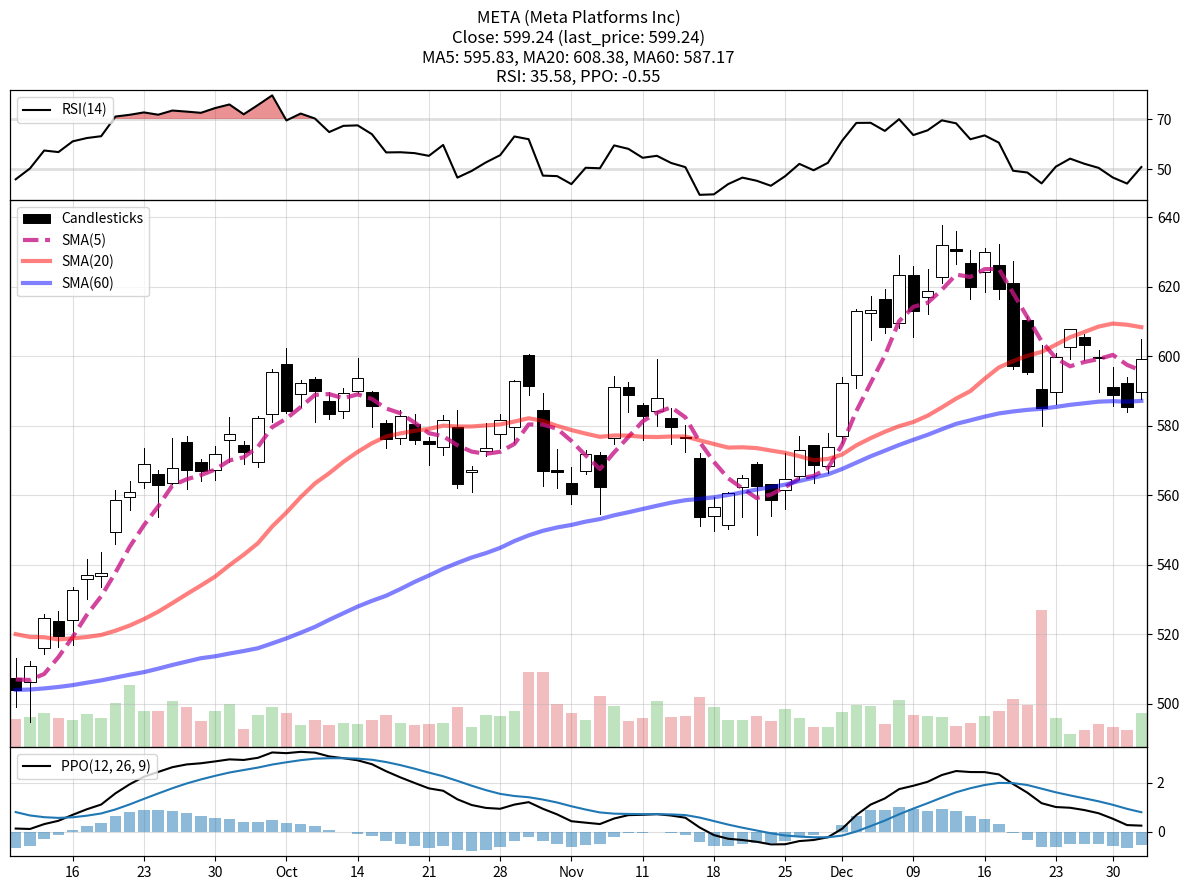 META (Meta Platforms Inc)
Close: 599.24 (last_price: 599.24)
MA5: 595.83, MA20: 608.38, MA60: 587.17
RSI: 35.58, PPO: -0.55
RSI(14)
70
50
Candlesticks
SMA(5)
SMA(20)
SMA(60)
640
620
600
580
560
540
520
500
PPO(12, 26, 9)
2
0
16 23 30 Oct 14 21 28 Nov 11 18 25 Dec 09 16 23 30